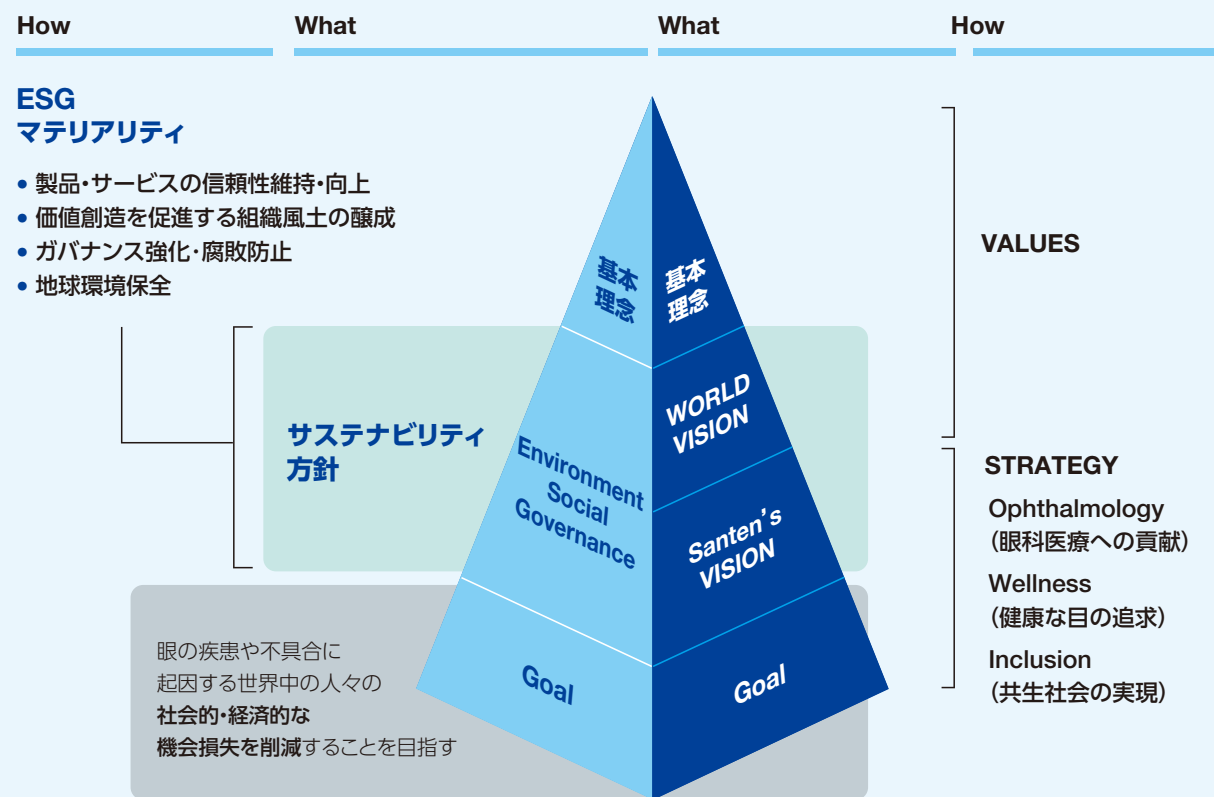 How
What
What
How
ESG
マテリアリティ
• 製品・サービスの信頼性維持・向上
• 価値創造を促進する組織風土の醸成
• ガバナンス強化・腐敗防止
• 地球環境保全
サステナビリティ
方針
眼の疾患や不具合に
起因する世界中の人々の
社会的・経済的な
機会損失を削減することを目指す
基本
理念
Environment
Social
Governance
Goal
基本
理念
WORLD
VISION
Santen's
VISION
Goal
VALUES
STRATEGY
Ophthalmology
（眼科医療への貢献）
Wellness
（健康な目の追求）
Inclusion
（共生社会の実現）